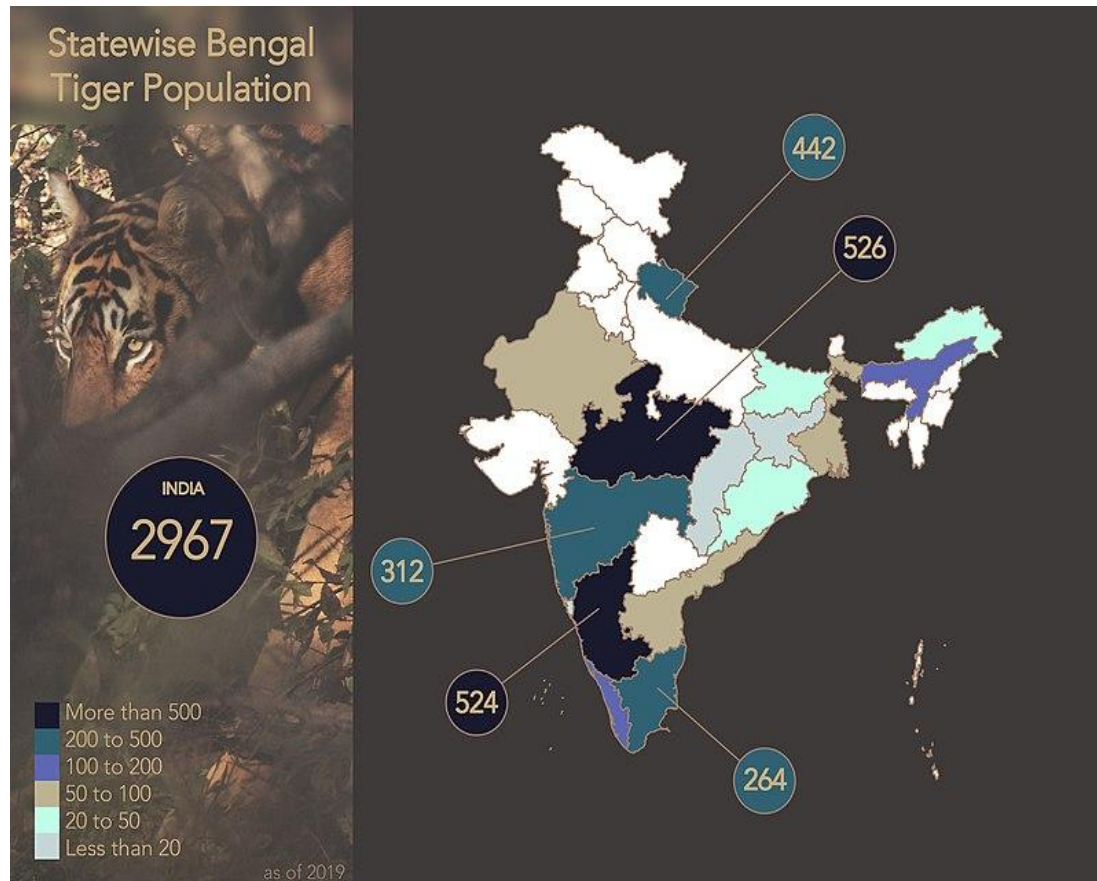 Statewise Bengal
Tiger Population
442
526
INDIA
2967
312
524
264
More than 500
200 to 500
100 to 200
50 to 100
20 to 50
Less than 20
as of 2019